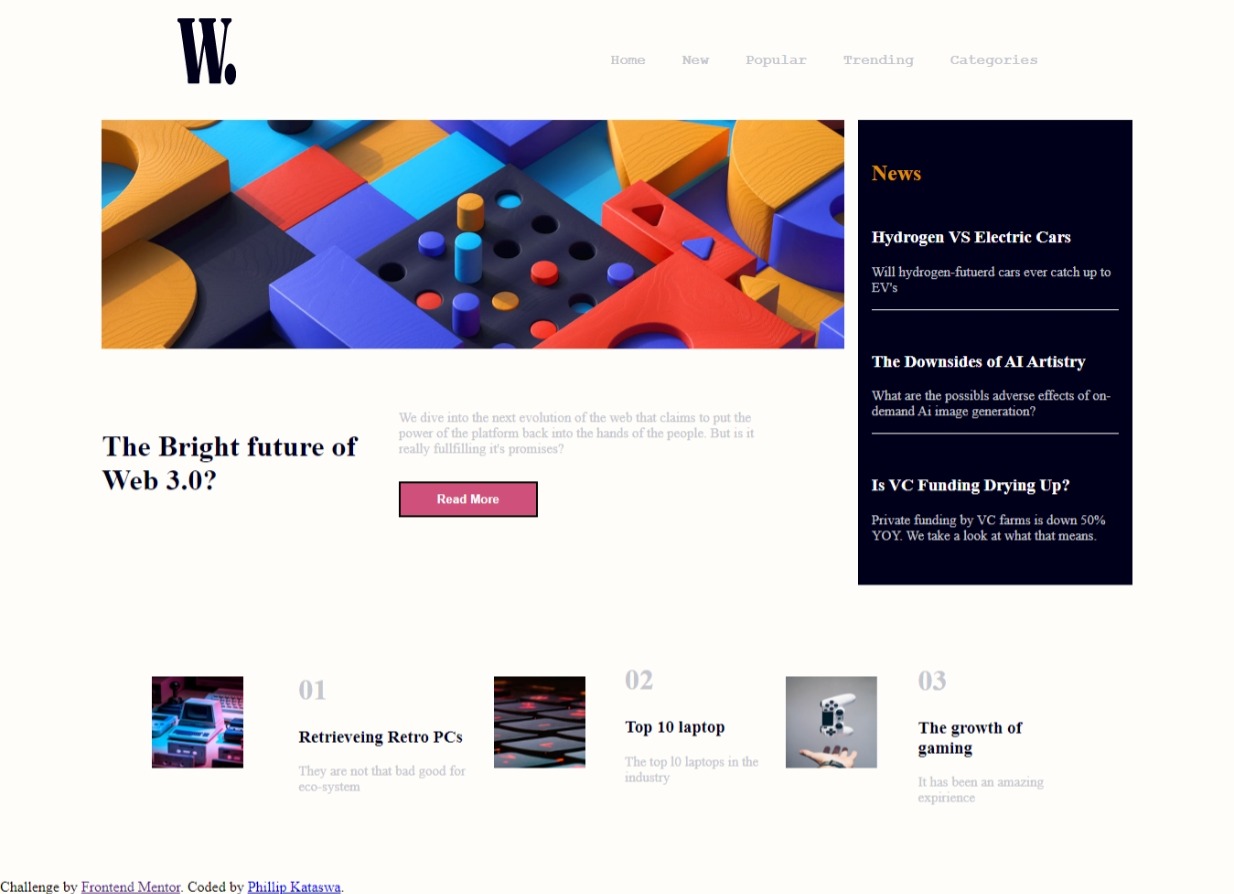 W.
Home New Popular Trending Categories
News
Hydrogen VS Electric Cars
Will hydrogen-futuerd cars ever catch up to
EV's
The Downsides of AI Artistry
What are the possibls adverse effects of on-
demand Ai image generation?
Is VC Funding Drying Up?
Private funding by VC farms is down 50%
YOY. We take a look at what that means.
The Bright future of
Web 3.0?
We dive into the next evolution of the web that claims to put the
power of the platform back into the hands of the people. But is it
really fullfilling it's promises?
Read More
01
Retrieveing Retro PCs
They are not that bad good for
eco-system
02
Top 10 laptop
The top l0 laptops in the
industry
03
The growth of
gaming
It has been an amazing
expirience
Challenge by Frontend Mentor. Coded by Phillip Kataswa.